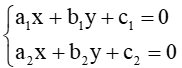 a₁x + b₁y + c₁ = 0
a₂x + b₂y + c₂ = 0